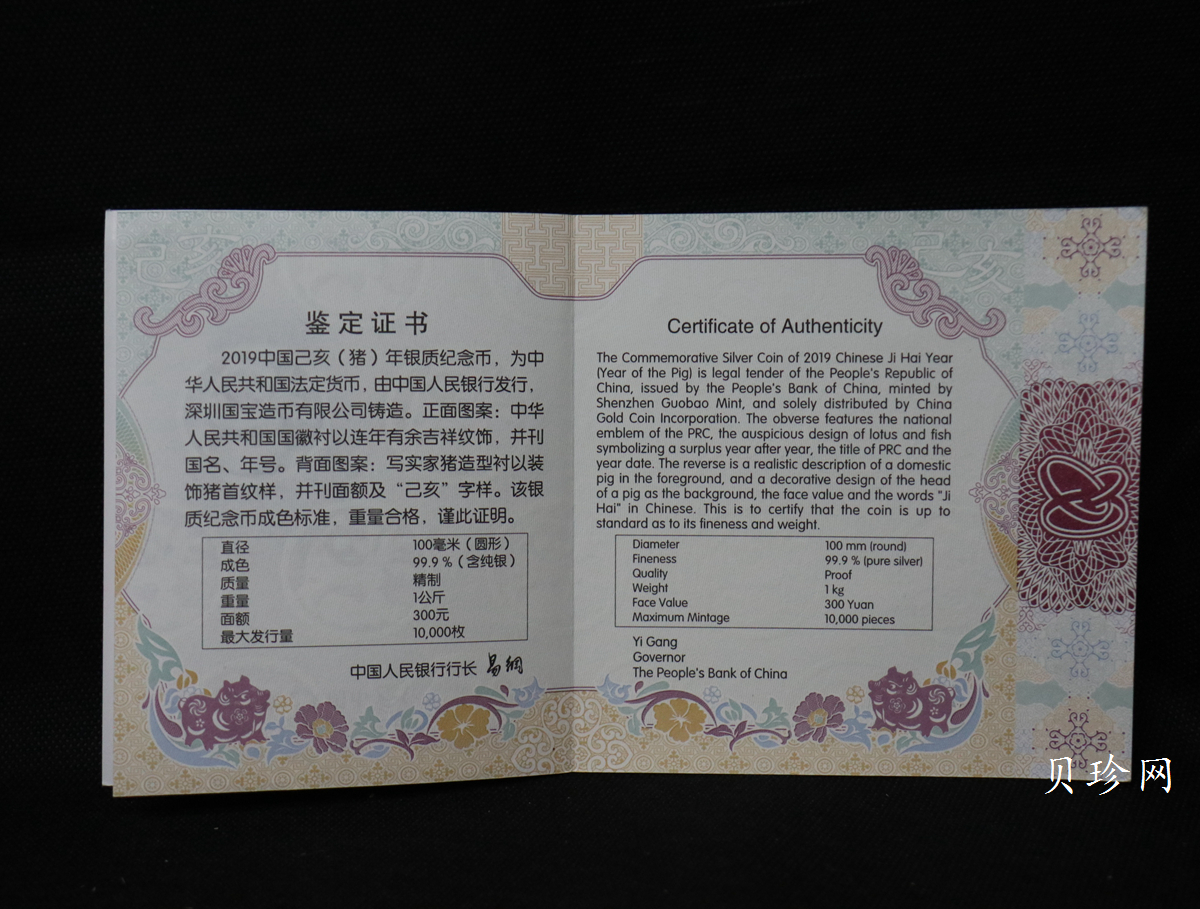 己亥
鉴定证书
2019中国己亥（猪）年银质纪念币，为中
华人民共和国法定货币，由中国人民银行发行，
深圳国宝造币有限公司铸造。正面图案：中华
人民共和国国徽衬以连年有余吉祥纹饰，并刊
国名、年号。背面图案：写实家猪造型衬以装
饰猪首纹样，并刊面额及“己亥”字样。该银
质纪念币成色标准，重量合格，谨此证明。
直径 100毫米（圆形）
成色 99.9％（含纯银）
质量 精制
重量 1公斤
面额 300元
最大发行量 10,000枚
中国人民银行行长 易纲
己亥
Certificate of Authenticity
The Commemorative Silver Coin of 2019 Chinese Ji Hai Year
(Year of the Pig) is legal tender of the People's Republic of
China, issued by the People's Bank of China, minted by
Shenzhen Guobao Mint, and solely distributed by China
Gold Coin Incorporation. The obverse features the national
emblem of the PRC, the auspicious design of lotus and fish
symbolizing a surplus year after year, the title of PRC and the
year date. The reverse is a realistic description of a domestic
pig in the foreground, and a decorative design of the head
of a pig as the background, the face value and the words "Ji
Hai" in Chinese. This is to certify that the coin is up to
standard as to its fineness and weight.
Diameter 100 mm (round)
Fineness 99.9 % (pure silver)
Quality Proof
Weight 1 kg
Face Value 300 Yuan
Maximum Mintage 10,000 pieces
Yi Gang
Governor
The People's Bank of China
贝珍网